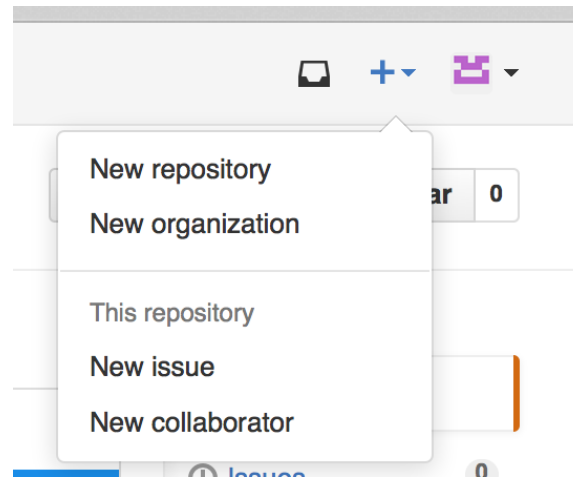 New repository
ar 0
New organization
This repository
New issue
New collaborator
Issues 0